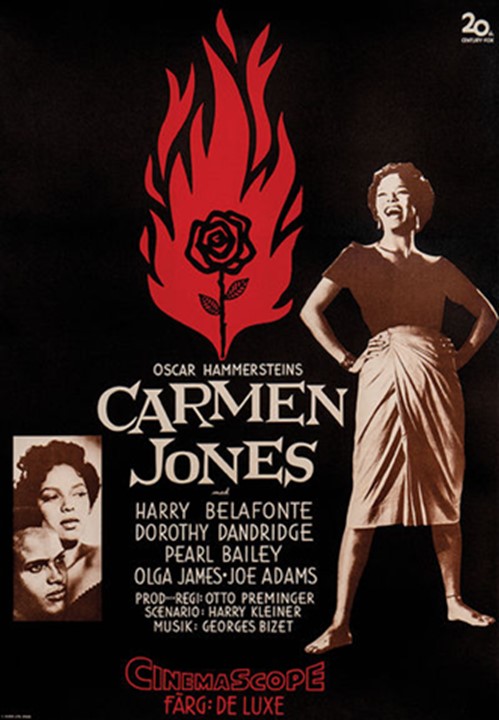 20th
CENTURY-FOX
OSCAR HAMMERSTEINS
CARMEN
JONES
med
HARRY BELAFONTE
DOROTHY DANDRIDGE
PEARL BAILEY
OLGA JAMES·JOE ADAMS
PROD och REGI: OTTO PREMINGER
SCENARIO: HARRY KLEINER
MUSIK: GEORGES BIZET
CINEMASCOPE
FÄRG: DE LUXE